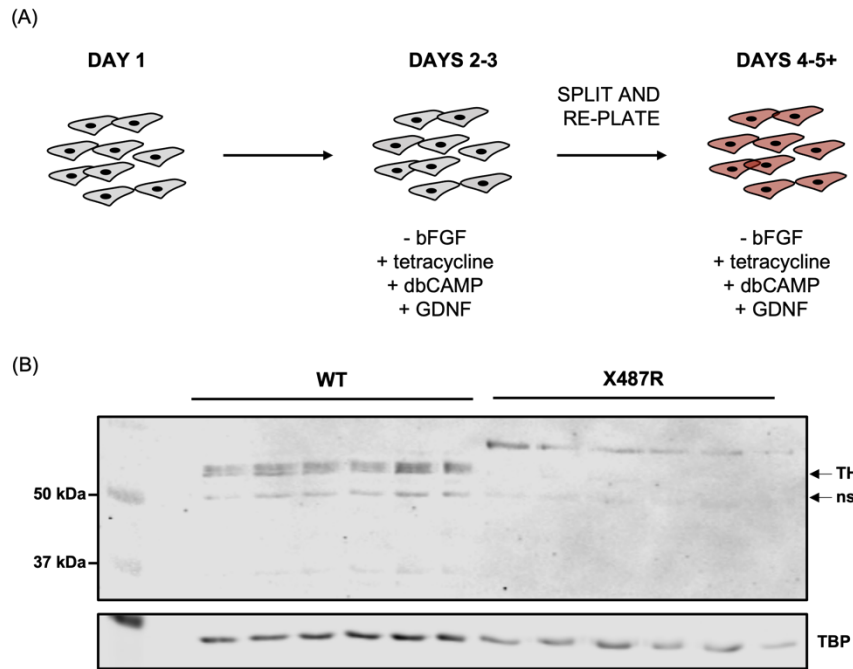 (A)
DAY 1
DAYS 2-3
DAYS 4-5+
SPLIT AND
RE-PLATE
- bFGF
+ tetracycline
+ dbCAMP
+ GDNF
- bFGF
+ tetracycline
+ dbCAMP
+ GDNF
(B)
WT
X487R
TH
50 kDa
ns
37 kDa
TBP